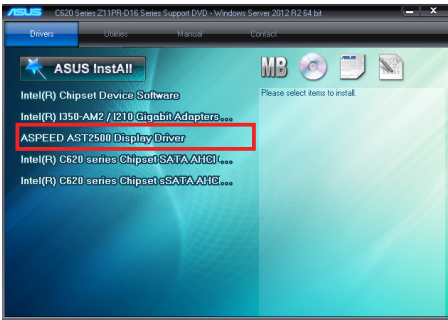 ASUS C620 Series Z11PR-D16 Series Support DVD - Windows Server 2012 R2 64 bit
Drivers Utilities Manual Contact
ASUS InstAll
MB
Intel(R) Chipset Device Software
Please select items to install.
Intel(R) I350-AM2 / I210 Gigabit Adapters...
ASPEED AST2500 Display Driver
Intel(R) C620 series Chipset SATA AHCI (...
Intel(R) C620 series Chipset sSATA AHC...